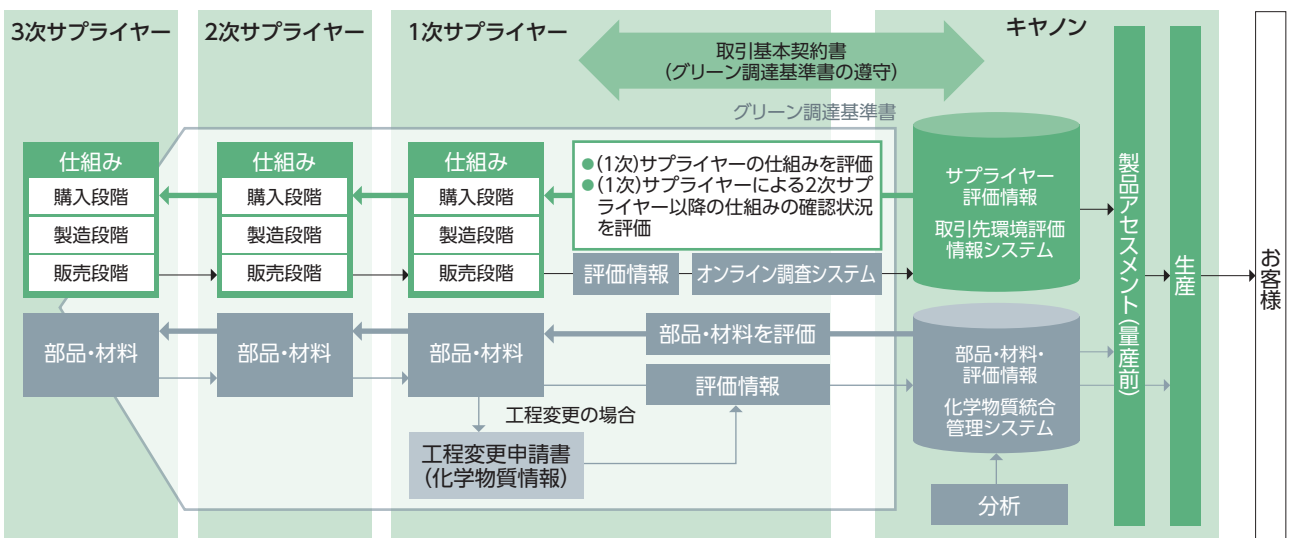 3次サプライヤー
2次サプライヤー
1次サプライヤー
キヤノン
取引基本契約書
(グリーン調達基準書の遵守)
グリーン調達基準書
仕組み
購入段階
製造段階
販売段階
仕組み
購入段階
製造段階
販売段階
仕組み
購入段階
製造段階
販売段階
●(1次)サプライヤーの仕組みを評価
●(1次)サプライヤーによる2次サプ
ライヤー以降の仕組みの確認状況
を評価
評価情報
オンライン調査システム
サプライヤー
評価情報
取引先環境評価
情報システム
部品・材料
部品・材料
部品・材料
部品・材料を評価
評価情報
工程変更の場合
工程変更申請書
(化学物質情報)
部品・材料・
評価情報
化学物質統合
管理システム
分析
製品アセスメント(量産前)
生産
お客様